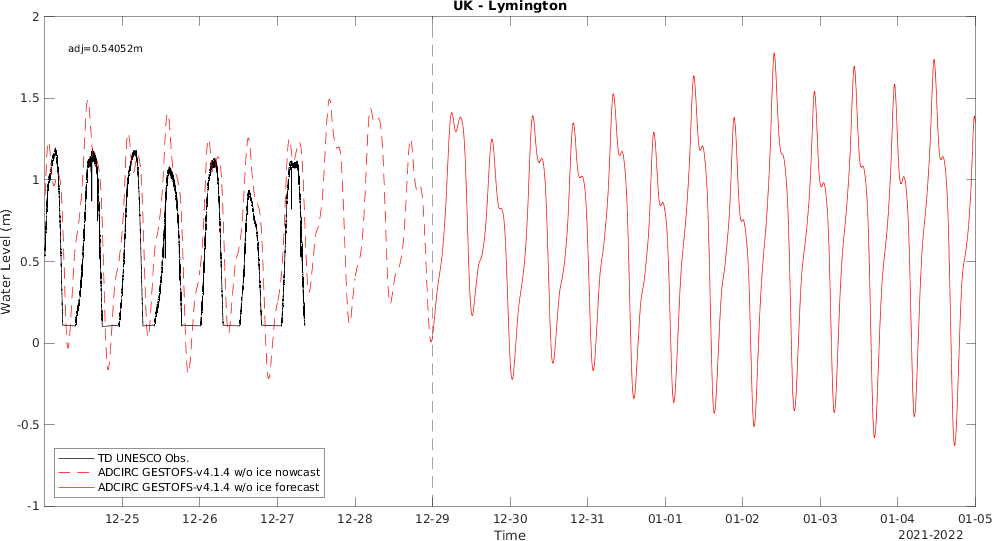 UK - Lymington
adj=0.54052m
2
1.5
1
0.5
0
-0.5
-1
Water Level (m)
TD UNESCO Obs.
ADCIRC GESTOFS-v4.1.4 w/o ice nowcast
ADCIRC GESTOFS-v4.1.4 w/o ice forecast
12-25 12-26 12-27 12-28 12-29 12-30 12-31 01-01 01-02 01-03 01-04 01-05
Time
2021-2022